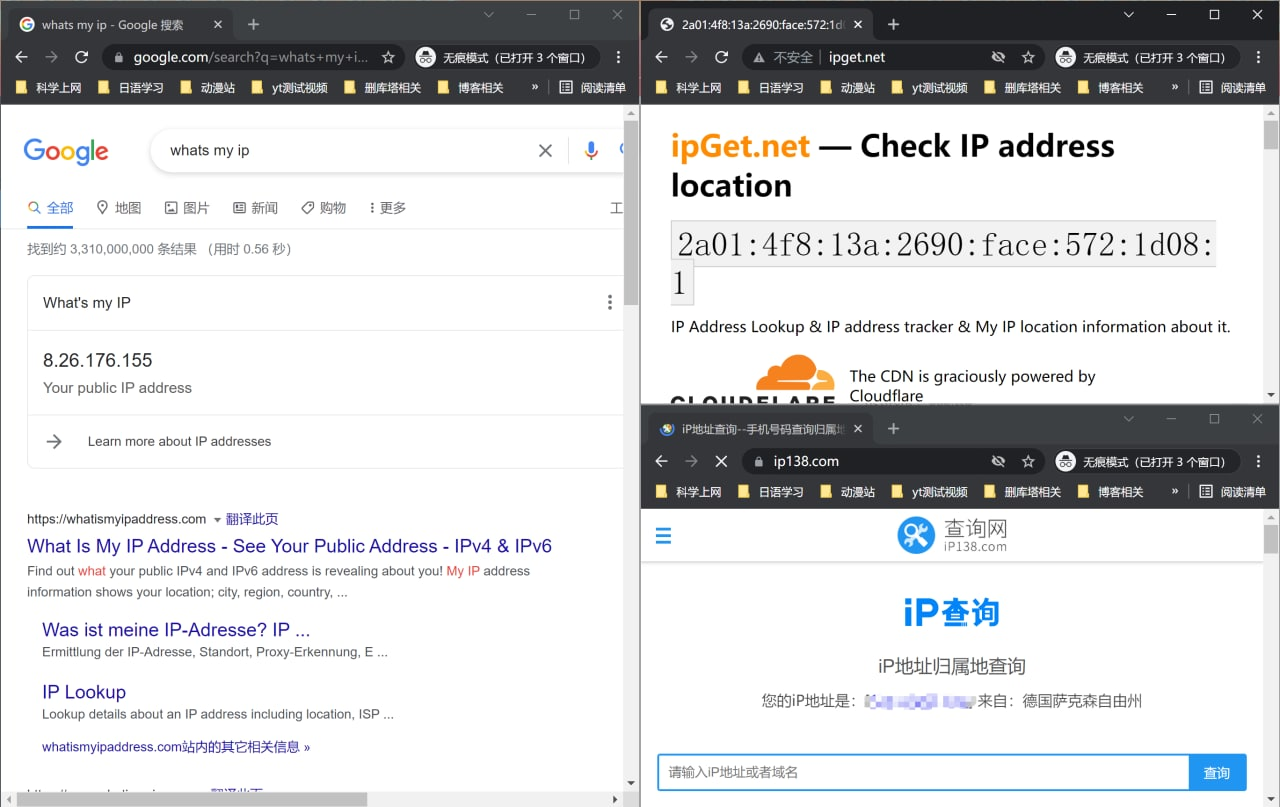 whats my ip - Google 搜索
google.com/search?q=whats+my+i...
无痕模式（已打开 3 个窗口）
科学上网 日语学习 动漫站 yt测试视频 删库塔相关 博客相关 » 阅读清单
Google
whats my ip
全部 地图 图片 新闻 购物 更多 工
找到约 3,310,000,000 条结果 （用时 0.56 秒）
What's my IP
8.26.176.155
Your public IP address
Learn more about IP addresses
https://whatismyipaddress.com 翻译此页
What Is My IP Address - See Your Public Address - IPv4 & IPv6
Find out what your public IPv4 and IPv6 address is revealing about you! My IP address
information shows your location; city, region, country, ...
Was ist meine IP-Adresse? IP ...
Ermittlung der IP-Adresse, Standort, Proxy-Erkennung, E ...
IP Lookup
Lookup details about an IP address including location, ISP ...
whatismyipaddress.com站内的其它相关信息 »
2a01:4f8:13a:2690:face:572:1d0
不安全 ipget.net
无痕模式（已打开 3 个窗口）
科学上网 日语学习 动漫站 yt测试视频 删库塔相关 博客相关 » 阅读清单
ipGet.net — Check IP address
location
2a01:4f8:13a:2690:face:572:1d08:
1
IP Address Lookup & IP address tracker & My IP location information about it.
CLOUDFLARE
The CDN is graciously powered by
Cloudflare
iP地址查询--手机号码查询归属地
ip138.com
无痕模式（已打开 3 个窗口）
科学上网 日语学习 动漫站 yt测试视频 删库塔相关 博客相关 » 阅读清单
查询网
iP138.com
iP查询
iP地址归属地查询
您的iP地址是： 来自：德国萨克森自由州
请输入iP地址或者域名
查询